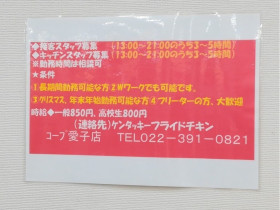 ◆接客スタッフ募集 (13:00~21:00のうち3~5時間)
◆キッチンスタッフ募集 (13:00~21:00のうち3~5時間)
※勤務時間は相談可
★条件
①長期間勤務可能な方②Wワークでも可能です。
③クリスマス、年末年始勤務可能な方④フリーターの方、大歓迎
時給◆一般850円、高校生800円
(連絡先)ケンタッキーフライドチキン
コープ愛子店 TEL022-391-0821